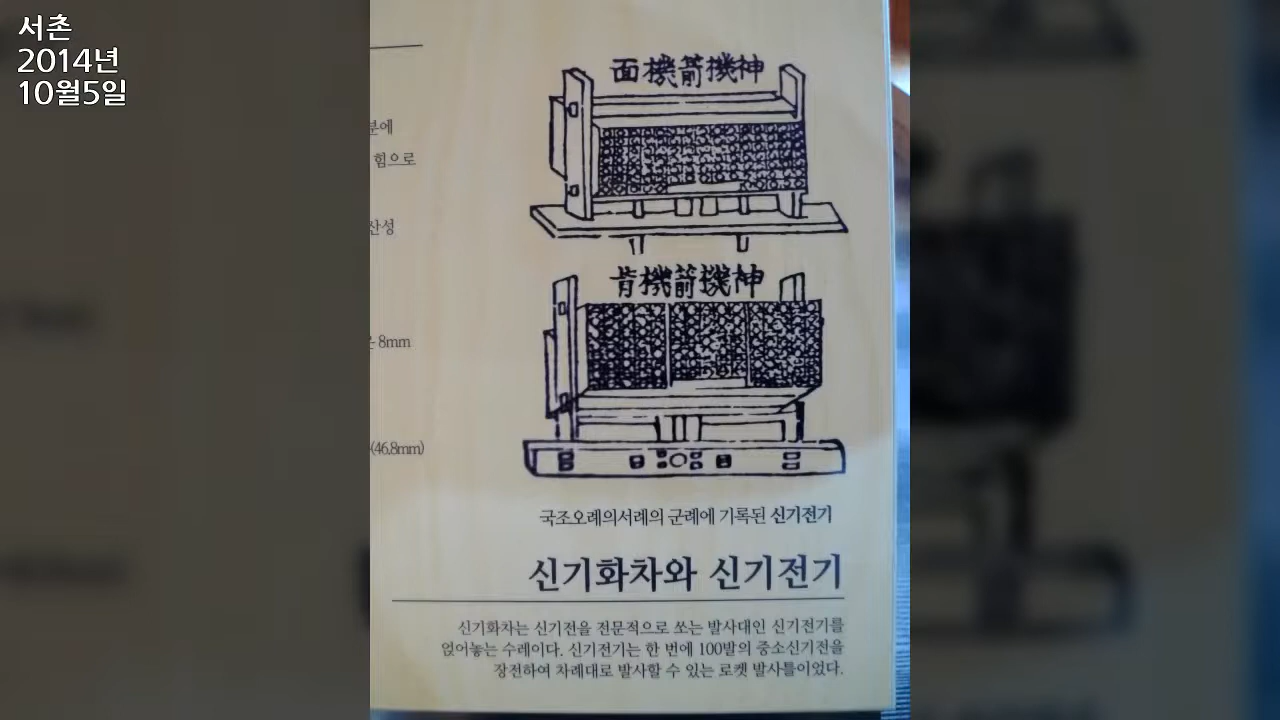 서촌
2014년
10월5일
분에
힘으로
산성
은 8mm
(46.8mm)
面機箭機神
背機箭機神
국조오례의서례의 군례에 기록된 신기전기
신기화차와 신기전기
신기화차는 신기전을 전문적으로 쏘는 발사대인 신기전기를
얹어놓는 수레이다. 신기전기는 한 번에 100발의 중소신기전을
장전하여 차례대로 발사할 수 있는 로켓 발사틀이었다.